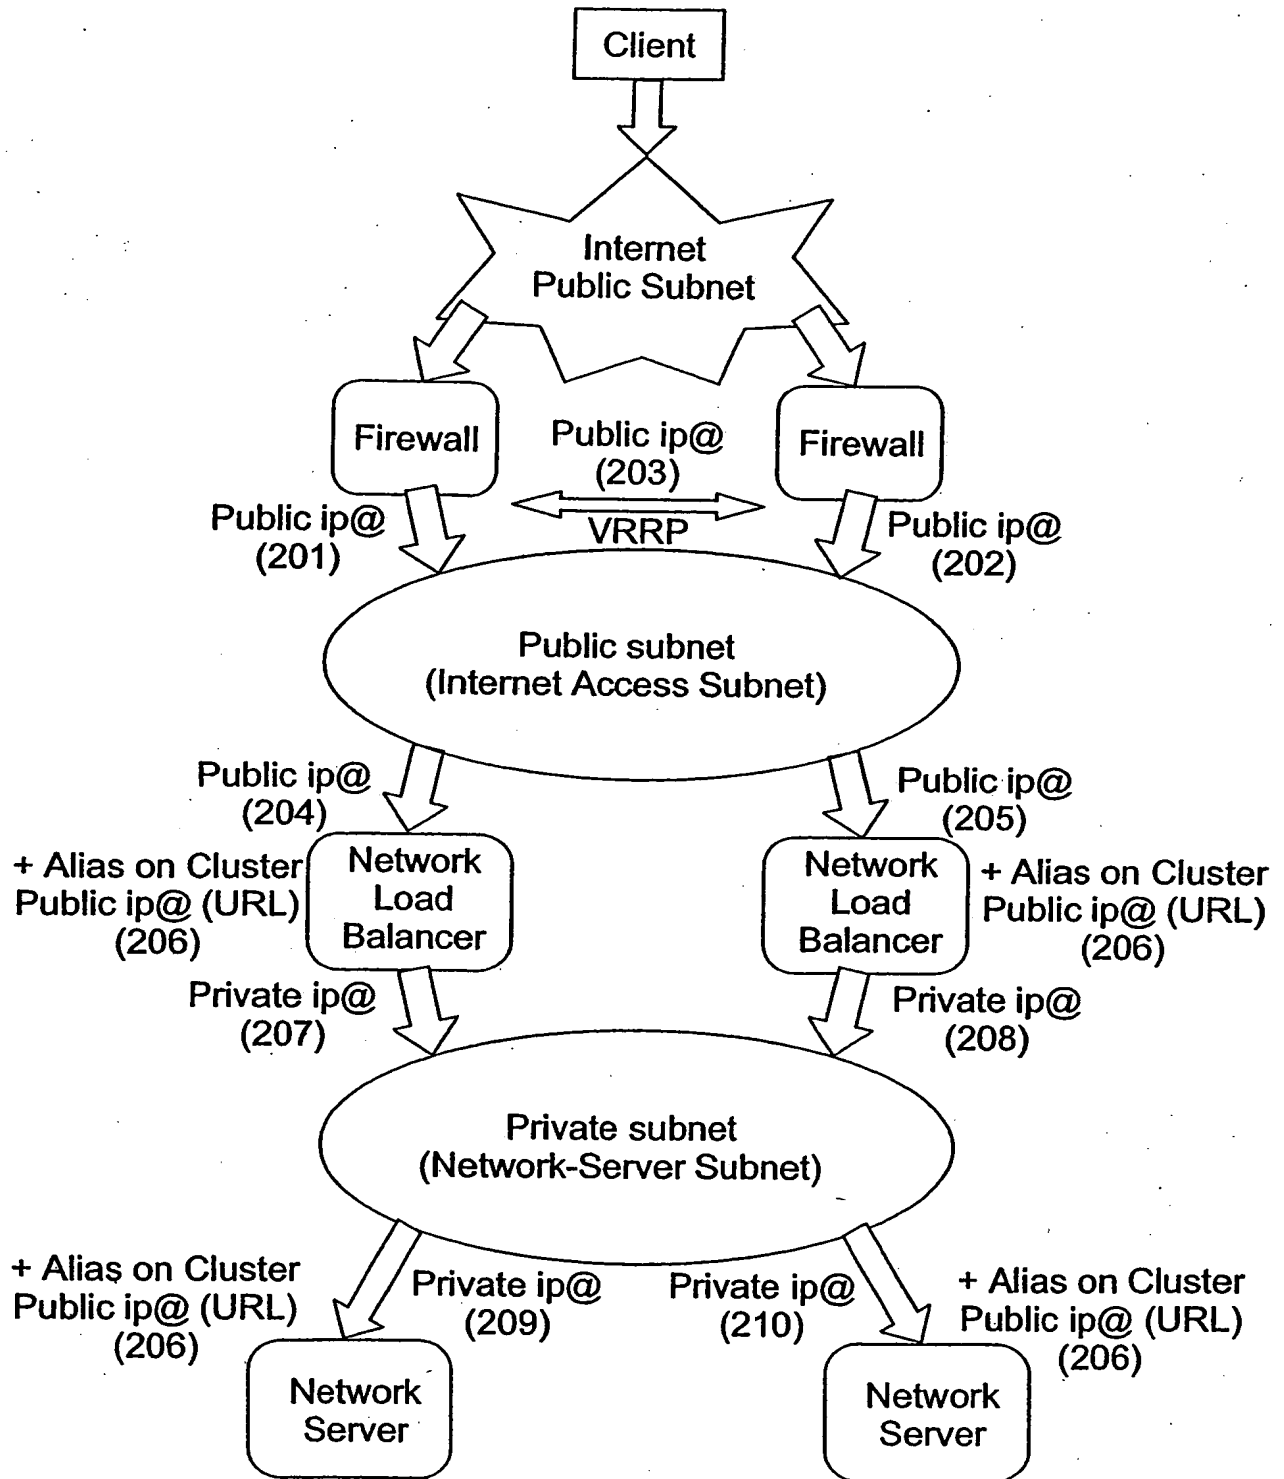 Client
Internet
Public Subnet
Firewall
Public ip@
(203)
Firewall
VRRP
Public ip@
(201)
Public ip@
(202)
Public subnet
(Internet Access Subnet)
Public ip@
(204)
Public ip@
(205)
+ Alias on Cluster
Public ip@ (URL)
(206)
Network
Load
Balancer
Network
Load
Balancer
+ Alias on Cluster
Public ip@ (URL)
(206)
Private ip@
(207)
Private ip@
(208)
Private subnet
(Network-Server Subnet)
+ Alias on Cluster
Public ip@ (URL)
(206)
Private ip@
(209)
Private ip@
(210)
+ Alias on Cluster
Public ip@ (URL)
(206)
Network
Server
Network
Server